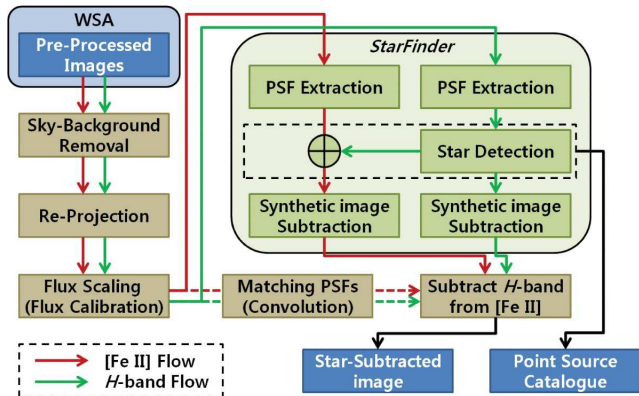 WSA
Pre-Processed
Images
Sky-Background
Removal
Re-Projection
Flux Scaling
(Flux Calibration)
StarFinder
PSF Extraction
PSF Extraction
Star Detection
Synthetic image
Subtraction
Synthetic image
Subtraction
Matching PSFs
(Convolution)
Subtract H-band
from [Fe II]
[Fe II] Flow
H-band Flow
Star-Subtracted
image
Point Source
Catalogue